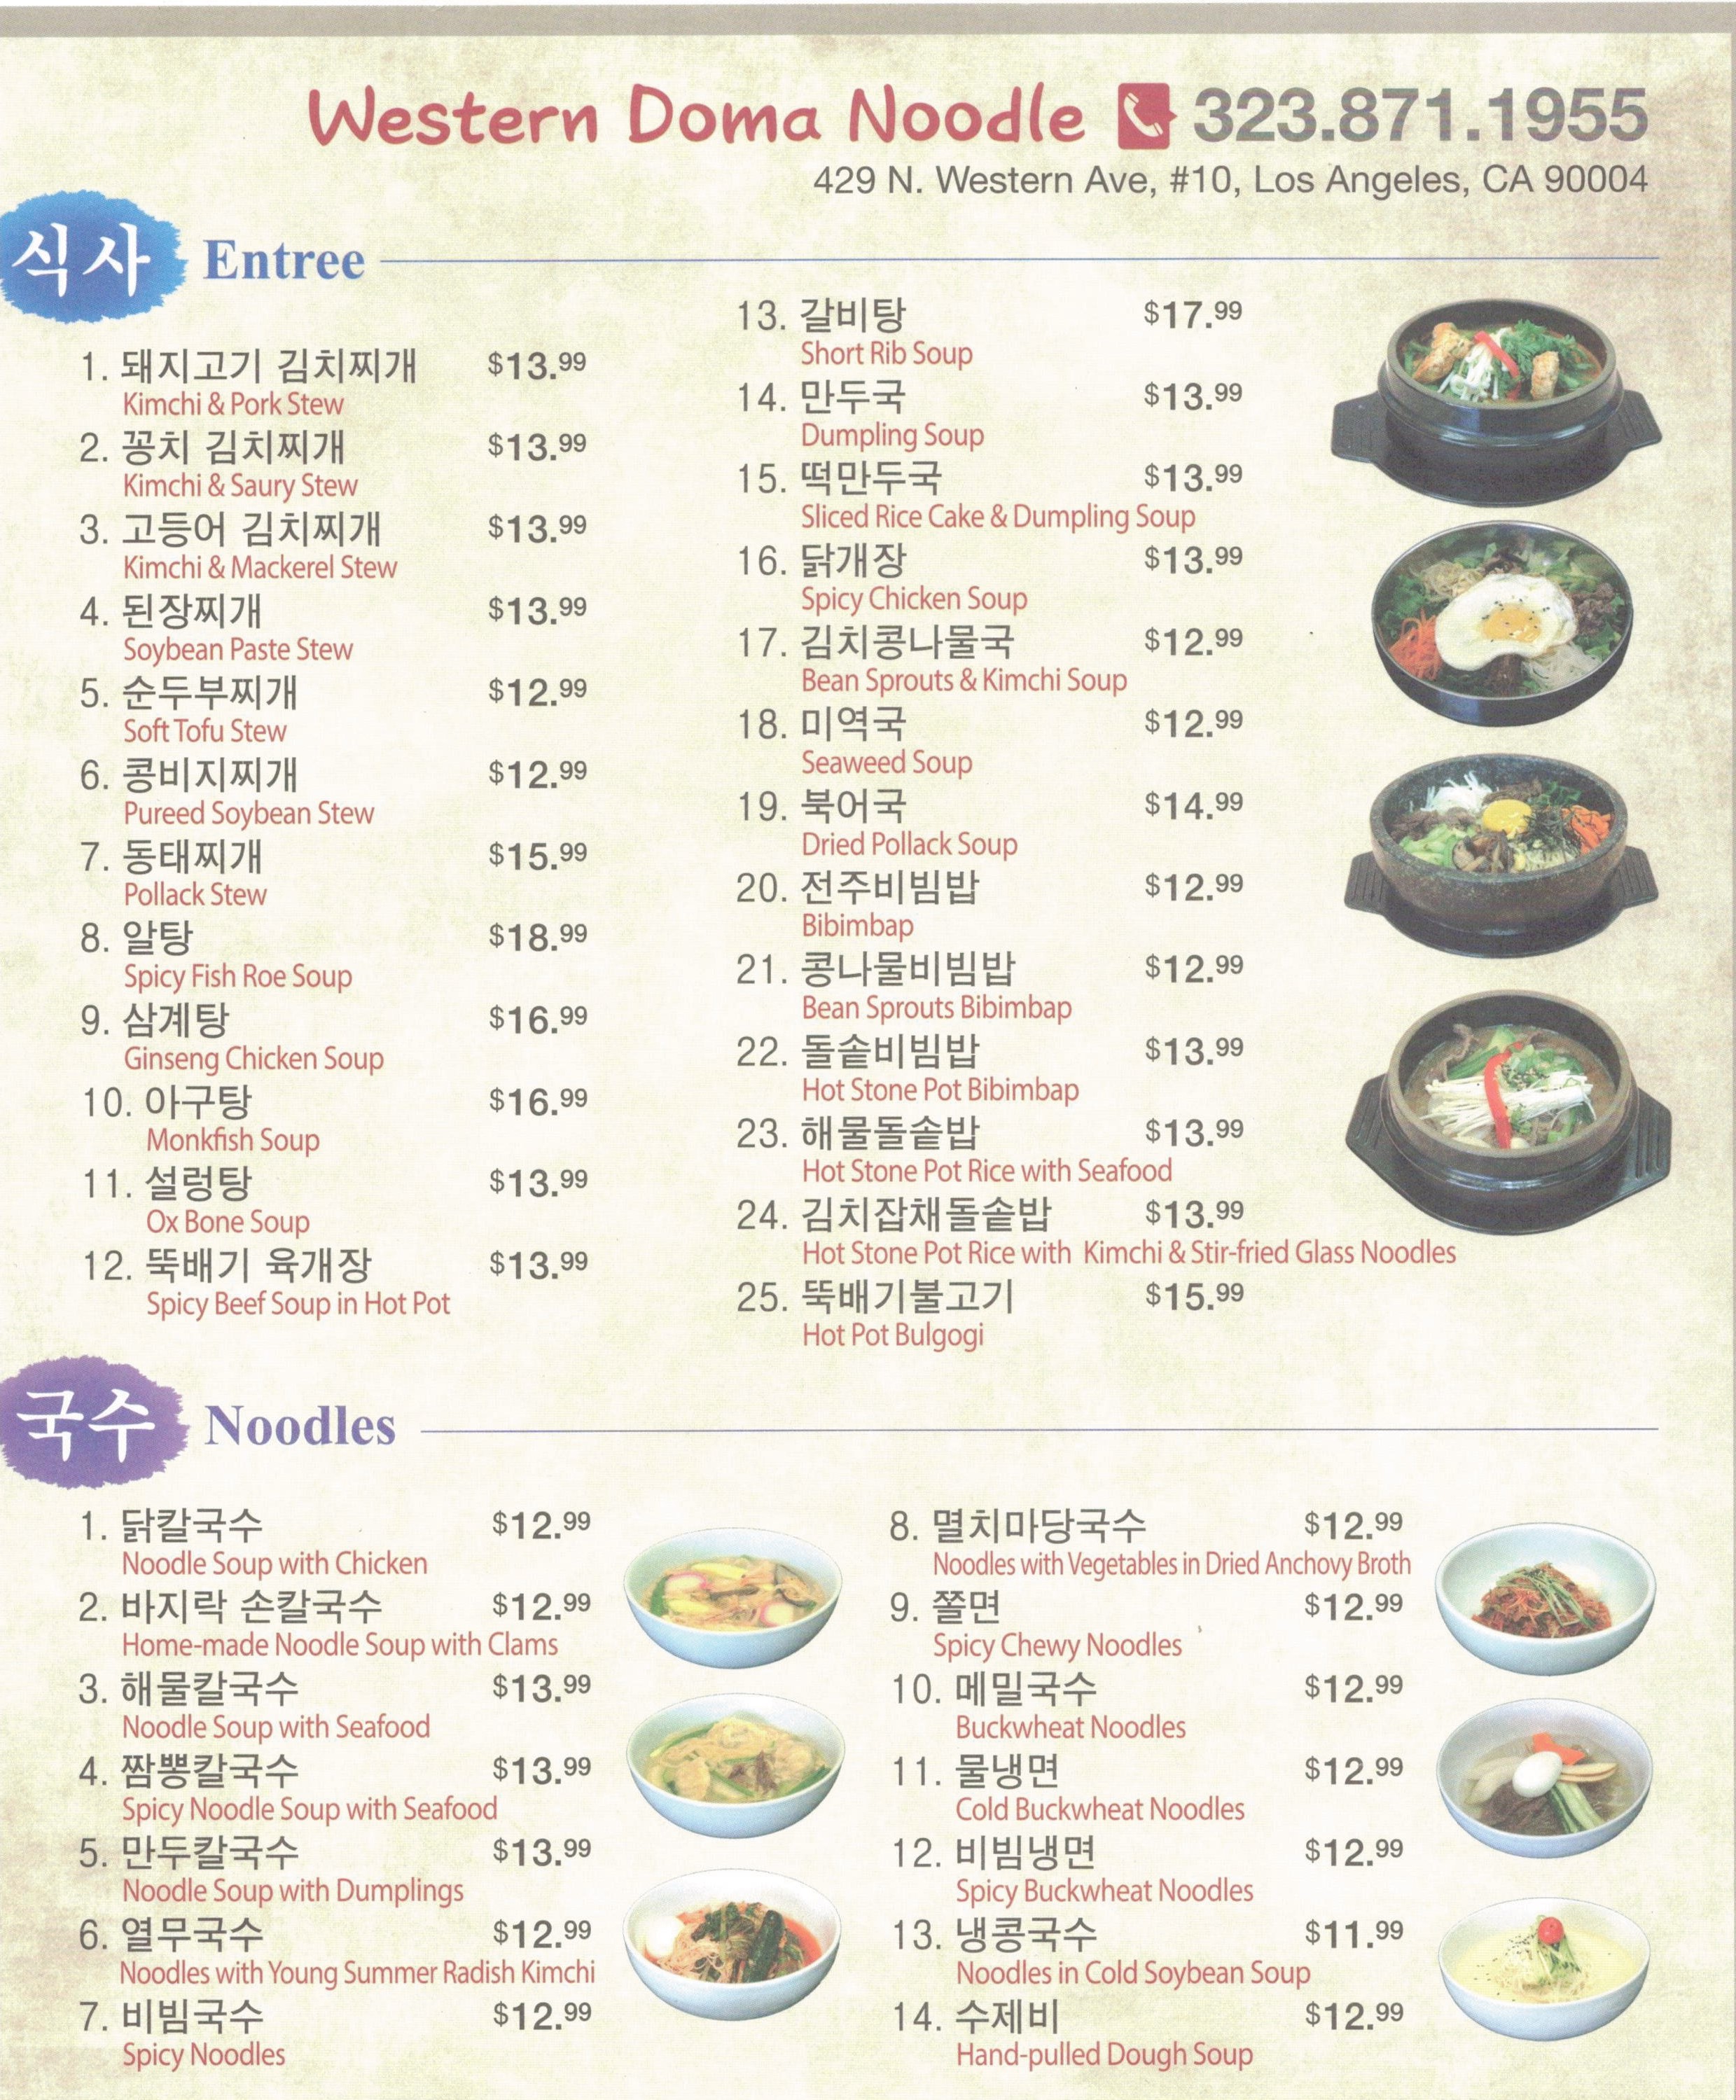 Western Doma Noodle 323.871.1955
429 N. Western Ave, #10, Los Angeles, CA 90004
식사 Entree
1. 돼지고기 김치찌개 $13.99
Kimchi & Pork Stew
2. 꽁치 김치찌개 $13.99
Kimchi & Saury Stew
3. 고등어 김치찌개 $13.99
Kimchi & Mackerel Stew
4. 된장찌개 $13.99
Soybean Paste Stew
5. 순두부찌개 $12.99
Soft Tofu Stew
6. 콩비지찌개 $12.99
Pureed Soybean Stew
7. 동태찌개 $15.99
Pollack Stew
8. 알탕 $18.99
Spicy Fish Roe Soup
9. 삼계탕 $16.99
Ginseng Chicken Soup
10. 아구탕 $16.99
Monkfish Soup
11. 설렁탕 $13.99
Ox Bone Soup
12. 뚝배기 육개장 $13.99
Spicy Beef Soup in Hot Pot
13. 갈비탕 $17.99
Short Rib Soup
14. 만두국 $13.99
Dumpling Soup
15. 떡만두국 $13.99
Sliced Rice Cake & Dumpling Soup
16. 닭개장 $13.99
Spicy Chicken Soup
17. 김치콩나물국 $12.99
Bean Sprouts & Kimchi Soup
18. 미역국 $12.99
Seaweed Soup
19. 북어국 $14.99
Dried Pollack Soup
20. 전주비빔밥 $12.99
Bibimbap
21. 콩나물비빔밥 $12.99
Bean Sprouts Bibimbap
22. 돌솥비빔밥 $13.99
Hot Stone Pot Bibimbap
23. 해물돌솥밥 $13.99
Hot Stone Pot Rice with Seafood
24. 김치잡채돌솥밥 $13.99
Hot Stone Pot Rice with Kimchi & Stir-fried Glass Noodles
25. 뚝배기불고기 $15.99
Hot Pot Bulgogi
국수 Noodles
1. 닭칼국수 $12.99
Noodle Soup with Chicken
2. 바지락 손칼국수 $12.99
Home-made Noodle Soup with Clams
3. 해물칼국수 $13.99
Noodle Soup with Seafood
4. 짬뽕칼국수 $13.99
Spicy Noodle Soup with Seafood
5. 만두칼국수 $13.99
Noodle Soup with Dumplings
6. 열무국수 $12.99
Noodles with Young Summer Radish Kimchi
7. 비빔국수 $12.99
Spicy Noodles
8. 멸치마당국수 $12.99
Noodles with Vegetables in Dried Anchovy Broth
9. 쫄면 $12.99
Spicy Chewy Noodles
10. 메밀국수 $12.99
Buckwheat Noodles
11. 물냉면 $12.99
Cold Buckwheat Noodles
12. 비빔냉면 $12.99
Spicy Buckwheat Noodles
13. 냉콩국수 $11.99
Noodles in Cold Soybean Soup
14. 수제비 $12.99
Hand-pulled Dough Soup